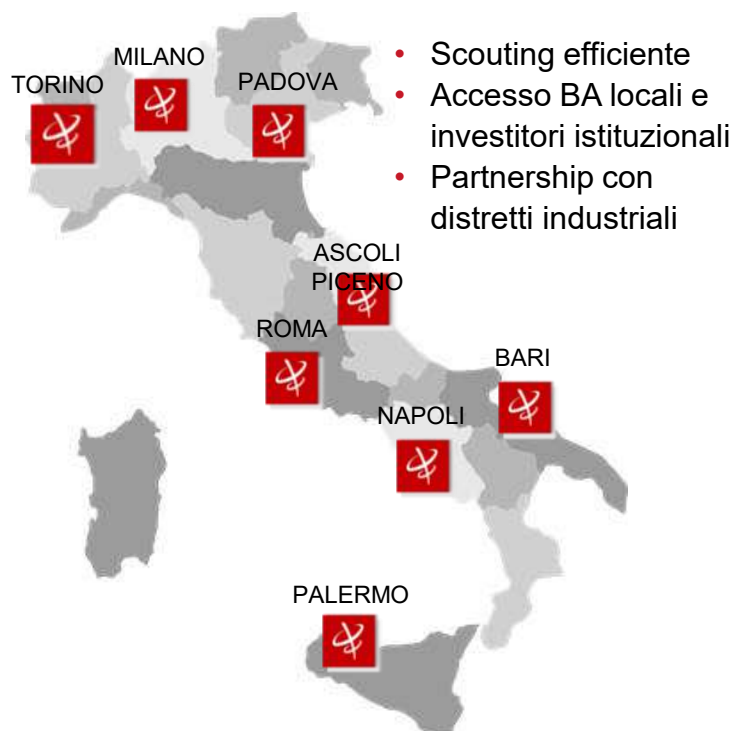 MILANO
TORINO
PADOVA
• Scouting efficiente
• Accesso BA locali e
investitori istituzionali
• Partnership con
distretti industriali
ASCOLI
PICENO
ROMA
BARI
NAPOLI
PALERMO